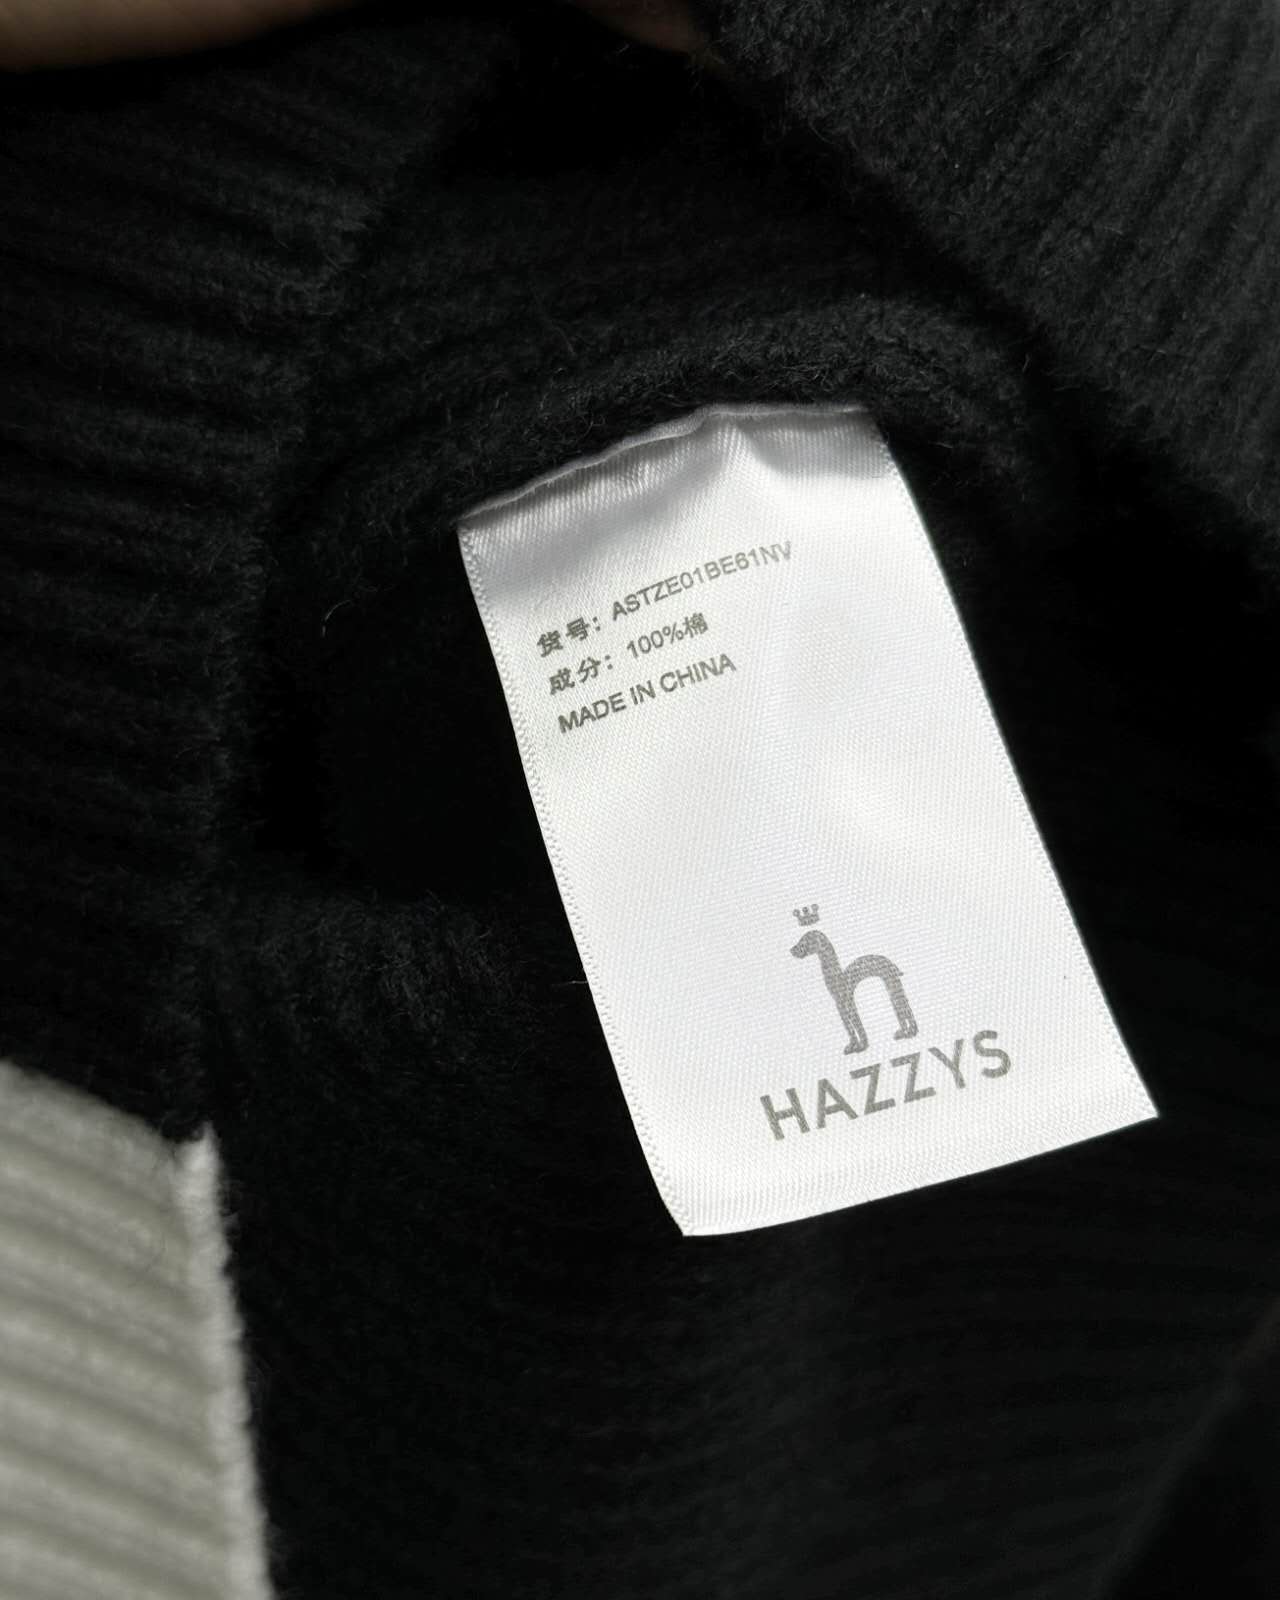 货号：ASTZE01BE61NV
成分：100%棉
MADE IN CHINA
HAZZYS